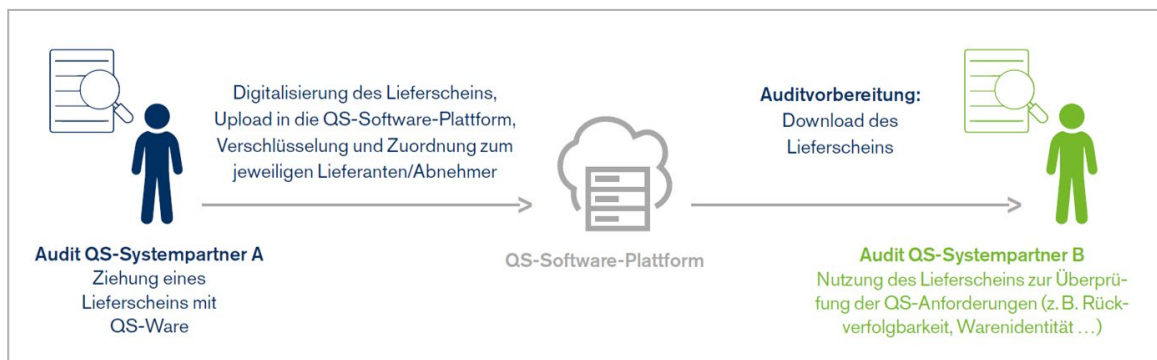 Digitalisierung des Lieferscheins,
Upload in die QS-Software-Plattform,
Verschlüsselung und Zuordnung zum
jeweiligen Lieferanten/Abnehmer
Auditvorbereitung:
Download des
Lieferscheins
Audit QS-Systempartner A
Ziehung eines
Lieferscheins mit
QS-Ware
QS-Software-Plattform
Audit QS-Systempartner B
Nutzung des Lieferscheins zur Überprü-
fung der QS-Anforderungen (z. B. Rück-
verfolgbarkeit, Warenidentität …)